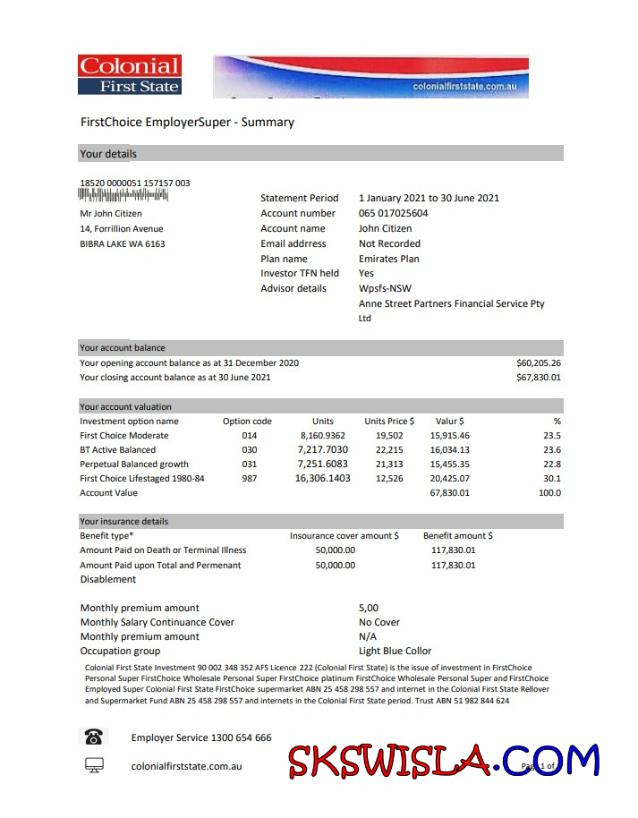 Colonial
First State
colonialfirststate.com.au
FirstChoice EmployerSuper - Summary
Your details
18520 0000051 157157 003
Mr John Citizen
14, Forrillion Avenue
BIBRA LAKE WA 6163
Statement Period 1 January 2021 to 30 June 2021
Account number 065 017025604
Account name John Citizen
Email addrress Not Recorded
Plan name Emirates Plan
Investor TFN held Yes
Advisor details Wpsfs-NSW
Anne Street Partners Financial Service Pty
Ltd
Your account balance
Your opening account balance as at 31 December 2020 $60,205.26
Your closing account balance as at 30 June 2021 $67,830.01
Your account valuation
Investment option name Option code Units Units Price $ Valur $ %
First Choice Moderate 014 8,160.9362 19,502 15,915.46 23.5
BT Active Balanced 030 7,217.7030 22,215 16,034.13 23.6
Perpetual Balanced growth 031 7,251.6083 21,313 15,455.35 22.8
First Choice Lifestaged 1980-84 987 16,306.1403 12,526 20,425.07 30.1
Account Value 67,830.01 100.0
Your insurance details
Benefit type* Insourance cover amount $ Benefit amount $
Amount Paid on Death or Terminal Illness 50,000.00 117,830.01
Amount Paid upon Total and Permenant 50,000.00 117,830.01
Disablement
Monthly premium amount 5,00
Monthly Salary Continuance Cover No Cover
Monthly premium amount N/A
Occupation group Light Blue Collor
Colonial First State Investment 90 002 348 352 AFS Licence 222 (Colonial First State) is the issue of investment in FirstChoice
Personal Super FirstChoice Wholesale Personal Super FirstChoice platinum FirstChoice Wholesale Personal Super and FirstChoice
Employed Super Colonial First State FirstChoice supermarket ABN 25 458 298 557 and internet in the Colonial First State Rellover
and Supermarket Fund ABN 25 458 298 557 and internets in the Colonial First State period. Trust ABN 51 982 844 624
Employer Service 1300 654 666
colonialfirststate.com.au
SKSWISLA.COM
1 of